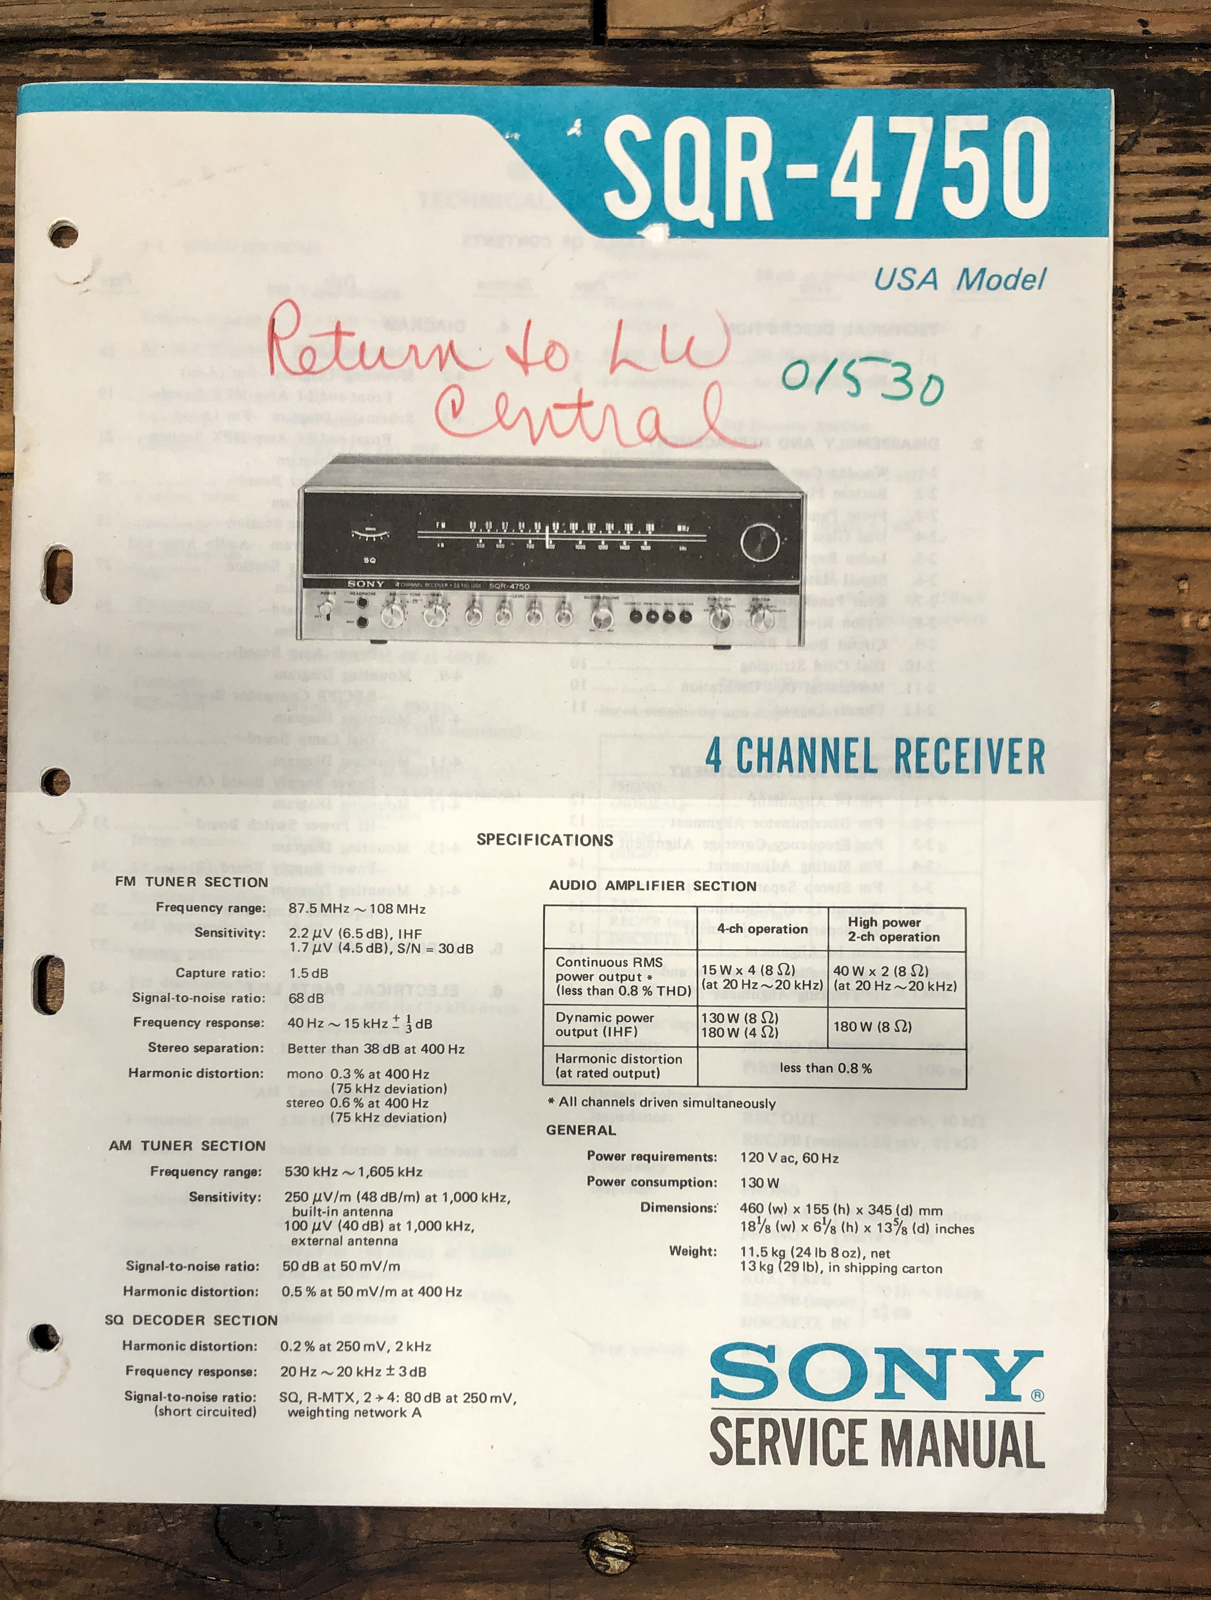 SQR-4750
USA Model
Return to LW
Central
01530
SONY
SQR-4750
SQ
4 CHANNEL RECEIVER
SPECIFICATIONS
FM TUNER SECTION
Frequency range: 87.5 MHz ~ 108 MHz
Sensitivity: 2.2 µV (6.5 dB), IHF
1.7 µV (4.5 dB), S/N = 30 dB
Capture ratio: 1.5 dB
Signal-to-noise ratio: 68 dB
Frequency response: 40 Hz ~ 15 kHz ± 1/3 dB
Stereo separation: Better than 38 dB at 400 Hz
Harmonic distortion: mono 0.3 % at 400 Hz
(75 kHz deviation)
stereo 0.6 % at 400 Hz
(75 kHz deviation)
AM TUNER SECTION
Frequency range: 530 kHz ~ 1,605 kHz
Sensitivity: 250 µV/m (48 dB/m) at 1,000 kHz,
built-in antenna
100 µV (40 dB) at 1,000 kHz,
external antenna
Signal-to-noise ratio: 50 dB at 50 mV/m
Harmonic distortion: 0.5 % at 50 mV/m at 400 Hz
SQ DECODER SECTION
Harmonic distortion: 0.2 % at 250 mV, 2 kHz
Frequency response: 20 Hz ~ 20 kHz ± 3 dB
Signal-to-noise ratio: SQ, R-MTX, 2 → 4: 80 dB at 250 mV,
(short circuited) weighting network A
AUDIO AMPLIFIER SECTION
4-ch operation High power 2-ch operation
Continuous RMS
power output *
(less than 0.8 % THD)
15 W x 4 (8 Ω)
(at 20 Hz ~ 20 kHz)
40 W x 2 (8 Ω)
(at 20 Hz ~ 20 kHz)
Dynamic power
output (IHF)
130 W (8 Ω)
180 W (4 Ω)
180 W (8 Ω)
Harmonic distortion
(at rated output)
less than 0.8 %
* All channels driven simultaneously
GENERAL
Power requirements: 120 V ac, 60 Hz
Power consumption: 130 W
Dimensions: 460 (w) x 155 (h) x 345 (d) mm
18 1/8 (w) x 6 1/8 (h) x 13 5/8 (d) inches
Weight: 11.5 kg (24 lb 8 oz), net
13 kg (29 lb), in shipping carton
SONY®
SERVICE MANUAL